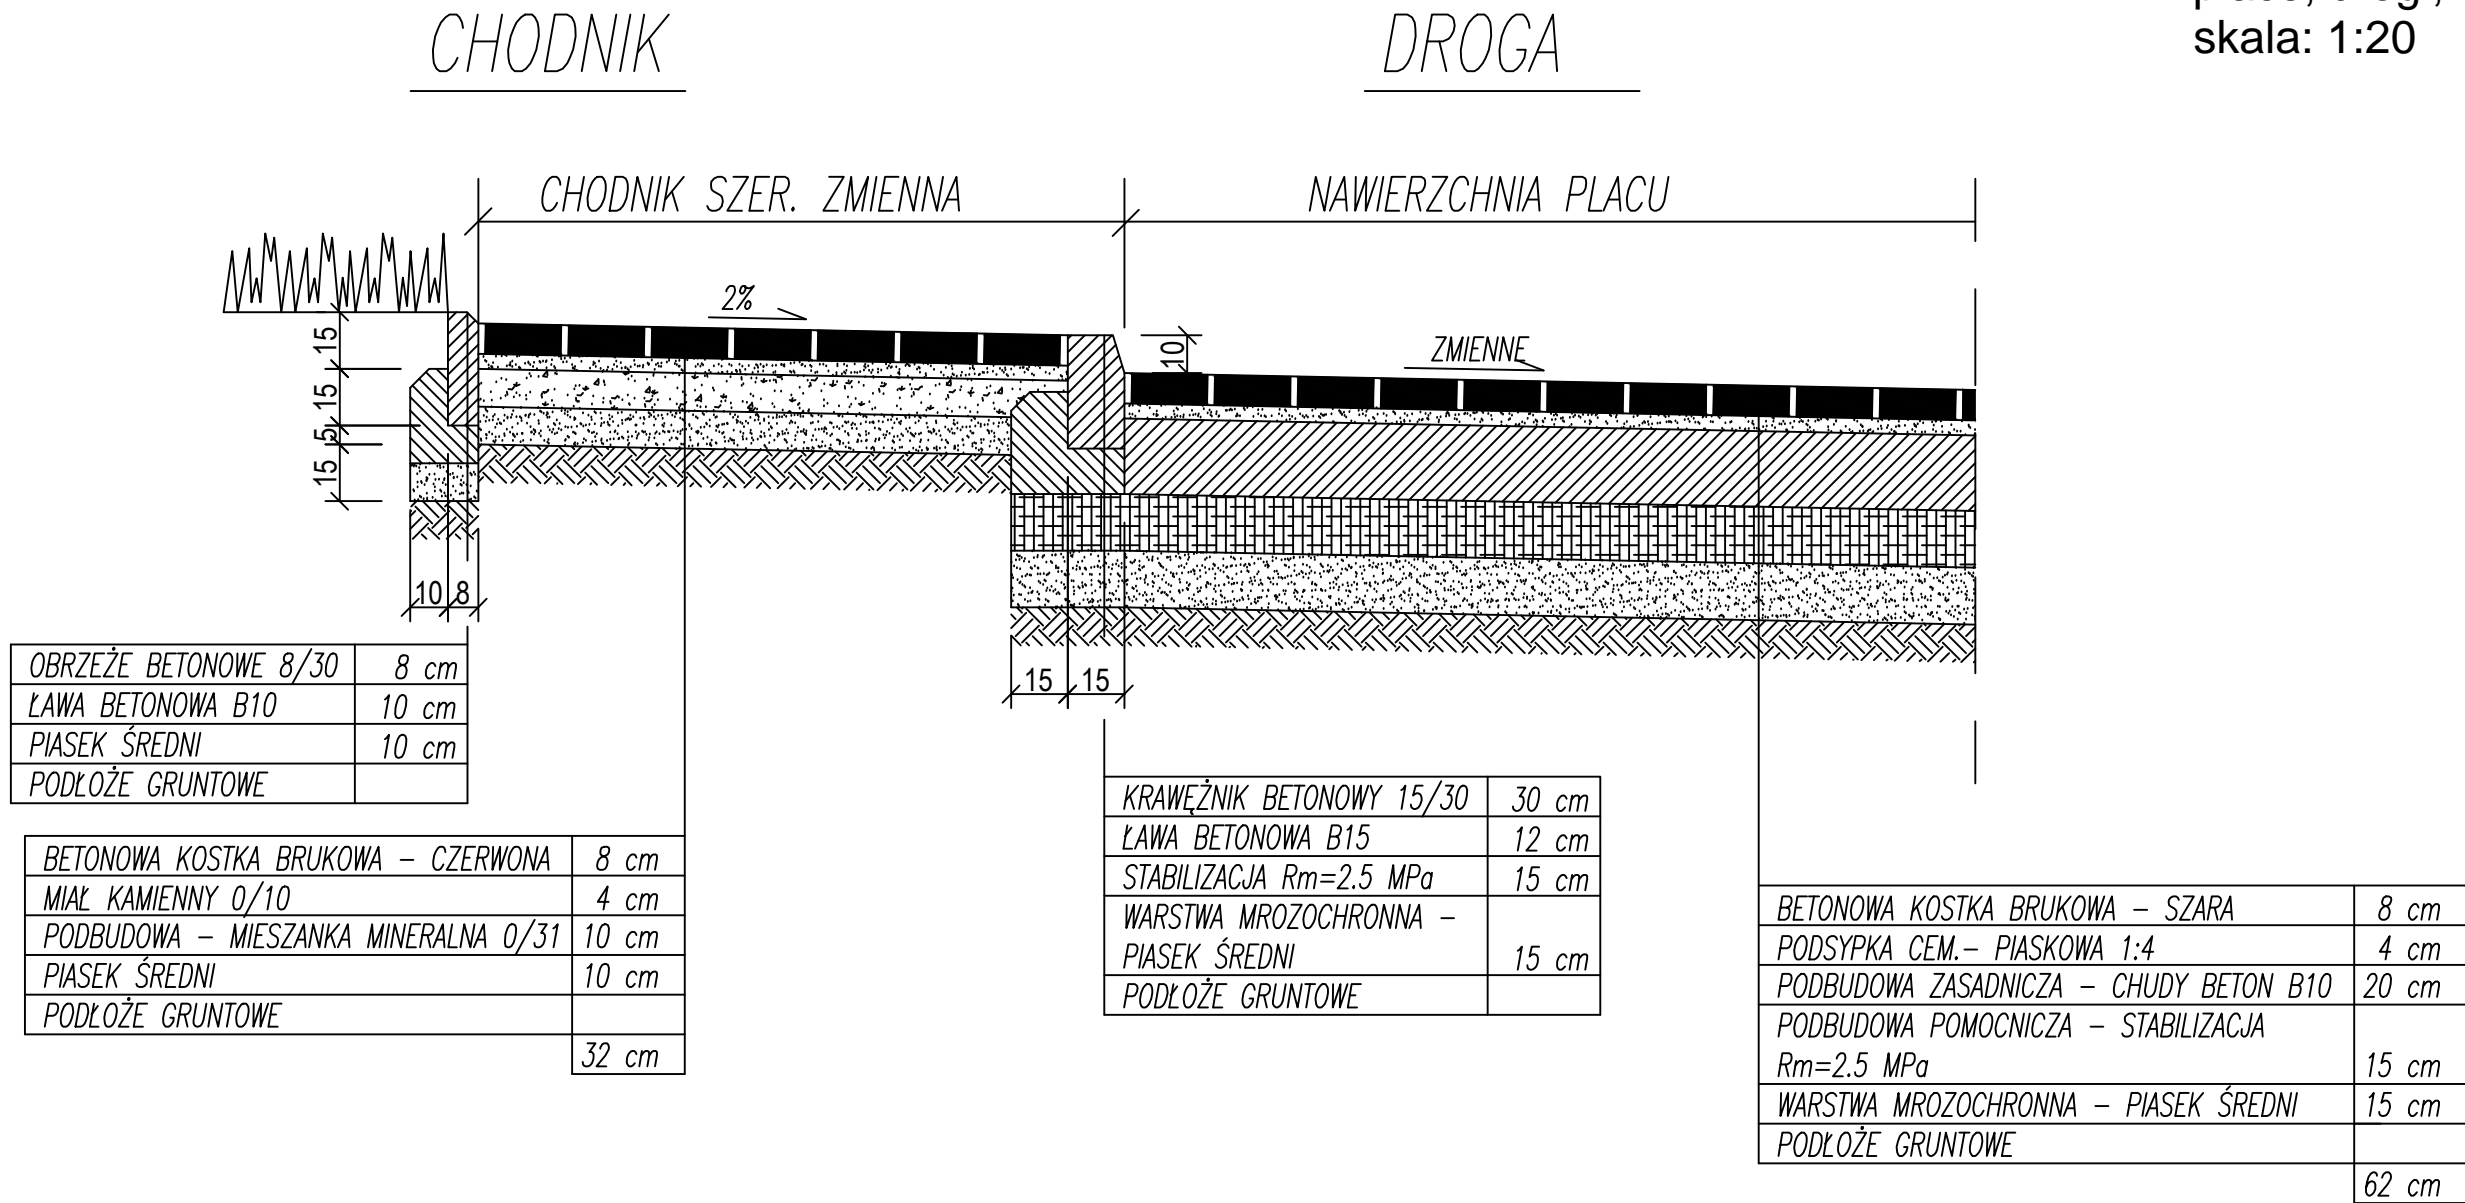 skala: 1:20
CHODNIK
DROGA
CHODNIK SZER. ZMIENNA
NAWIERZCHNIA PLACU
2%
ZMIENNE
15
15
5
15
10
10
8
15
15
OBRZEŻE BETONOWE 8/30 8 cm
ŁAWA BETONOWA B10 10 cm
PIASEK ŚREDNI 10 cm
PODŁOŻE GRUNTOWE
BETONOWA KOSTKA BRUKOWA – CZERWONA 8 cm
MIAŁ KAMIENNY 0/10 4 cm
PODBUDOWA – MIESZANKA MINERALNA 0/31 10 cm
PIASEK ŚREDNI 10 cm
PODŁOŻE GRUNTOWE
32 cm
KRAWĘŻNIK BETONOWY 15/30 30 cm
ŁAWA BETONOWA B15 12 cm
STABILIZACJA Rm=2.5 MPa 15 cm
WARSTWA MROZOCHRONNA –
PIASEK ŚREDNI 15 cm
PODŁOŻE GRUNTOWE
BETONOWA KOSTKA BRUKOWA – SZARA 8 cm
PODSYPKA CEM.– PIASKOWA 1:4 4 cm
PODBUDOWA ZASADNICZA – CHUDY BETON B10 20 cm
PODBUDOWA POMOCNICZA – STABILIZACJA
Rm=2.5 MPa 15 cm
WARSTWA MROZOCHRONNA – PIASEK ŚREDNI 15 cm
PODŁOŻE GRUNTOWE
62 cm